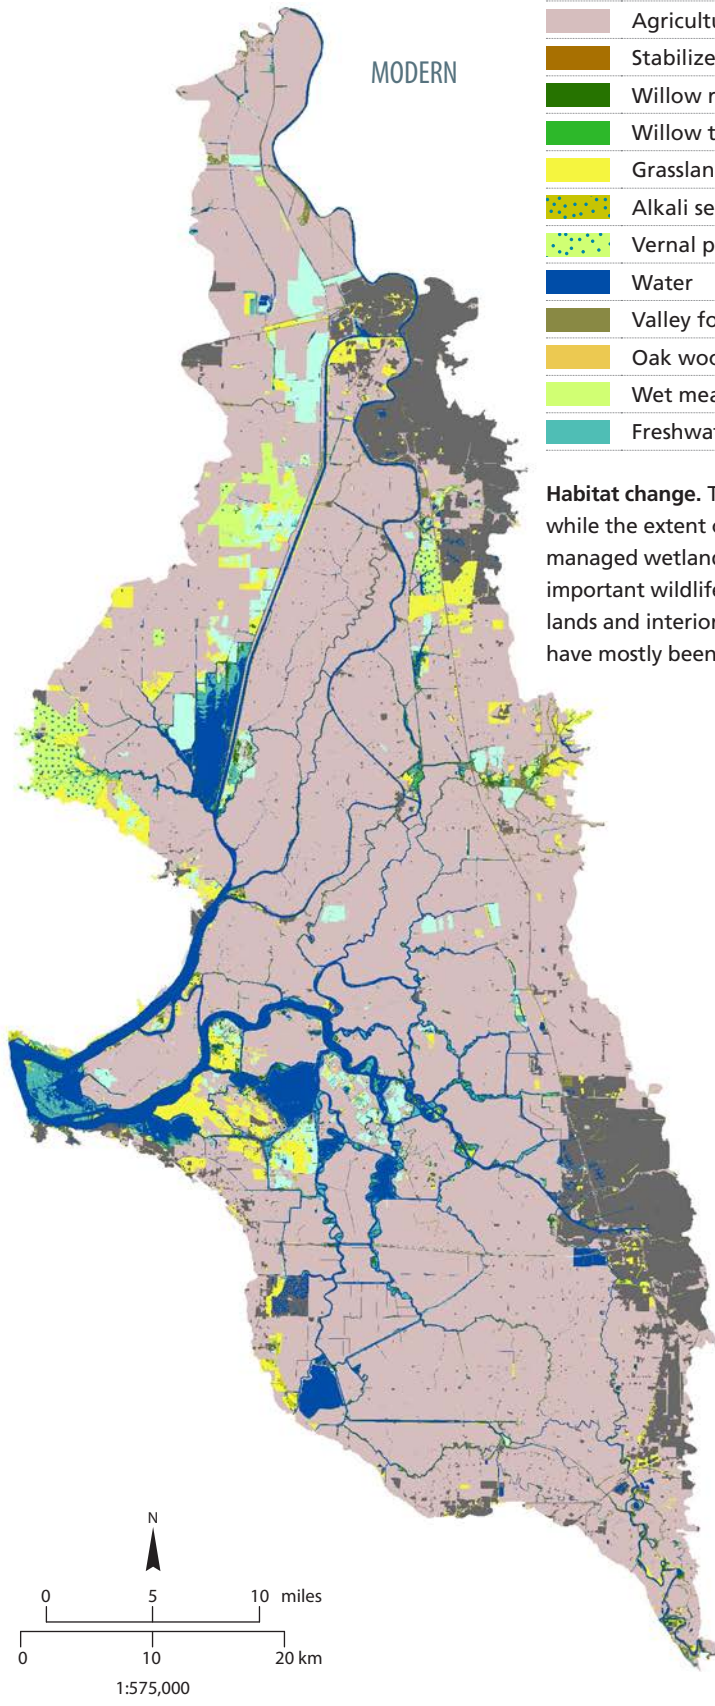 MODERN
Agricultu
Stabilize
Willow r
Willow t
Grasslan
Alkali se
Vernal p
Water
Valley fo
Oak woo
Wet mea
Freshwat
Habitat change. T
while the extent o
managed wetland
important wildlife
lands and interior
have mostly been
N
0 5 10 miles
0 10 20 km
1:575,000